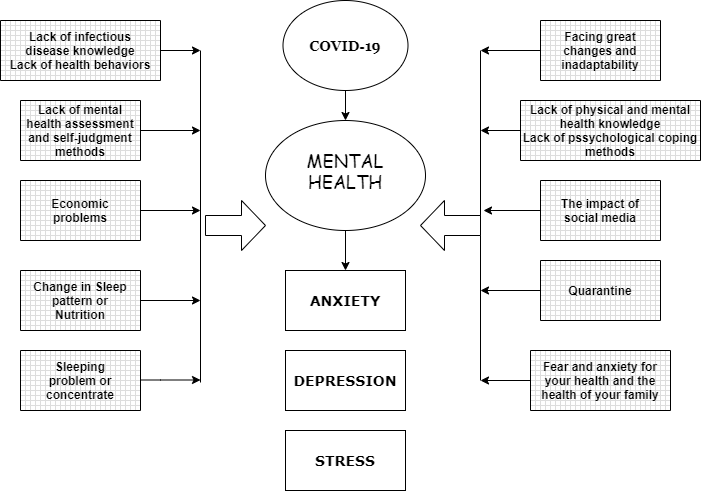 Lack of infectious
disease knowledge
Lack of health behaviors
Lack of mental
health assessment
and self-judgment
methods
Economic
problems
Change in Sleep
pattern or
Nutrition
Sleeping
problem or
concentrate
COVID-19
MENTAL
HEALTH
ANXIETY
DEPRESSION
STRESS
Facing great
changes and
inadaptability
Lack of physical and mental
health knowledge
Lack of pssychological coping
methods
The impact of
social media
Quarantine
Fear and anxiety for
your health and the
health of your family